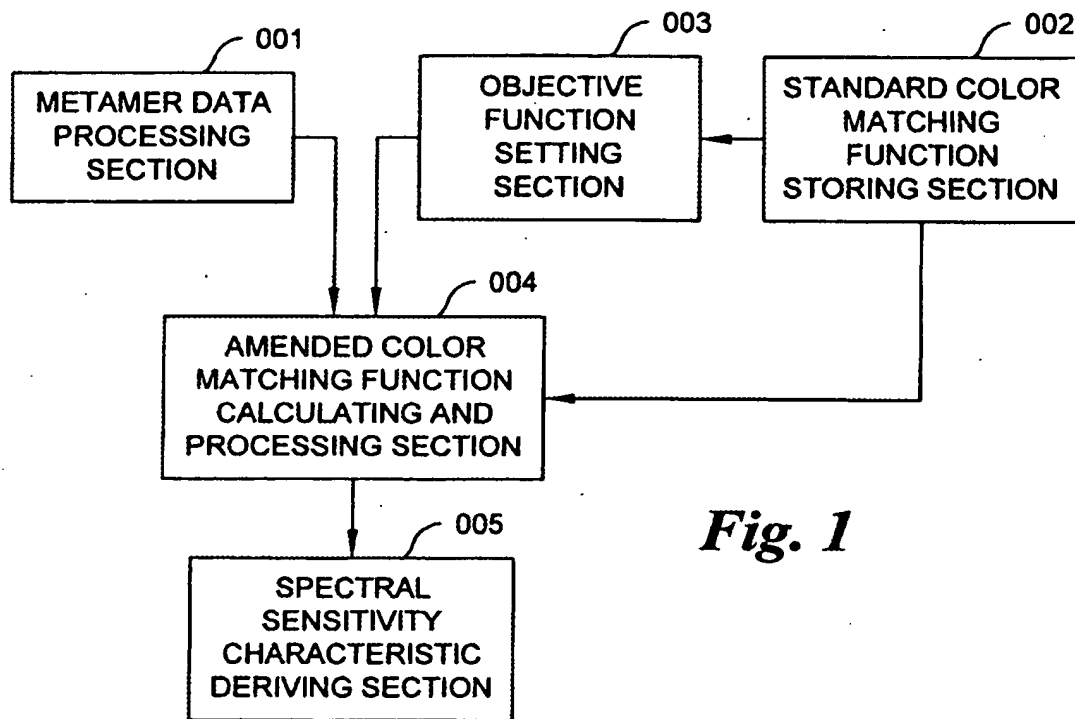 001
METAMER DATA
PROCESSING
SECTION
003
OBJECTIVE
FUNCTION
SETTING
SECTION
002
STANDARD COLOR
MATCHING
FUNCTION
STORING SECTION
004
AMENDED COLOR
MATCHING FUNCTION
CALCULATING AND
PROCESSING SECTION
005
SPECTRAL
SENSITIVITY
CHARACTERISTIC
DERIVING SECTION
Fig. 1